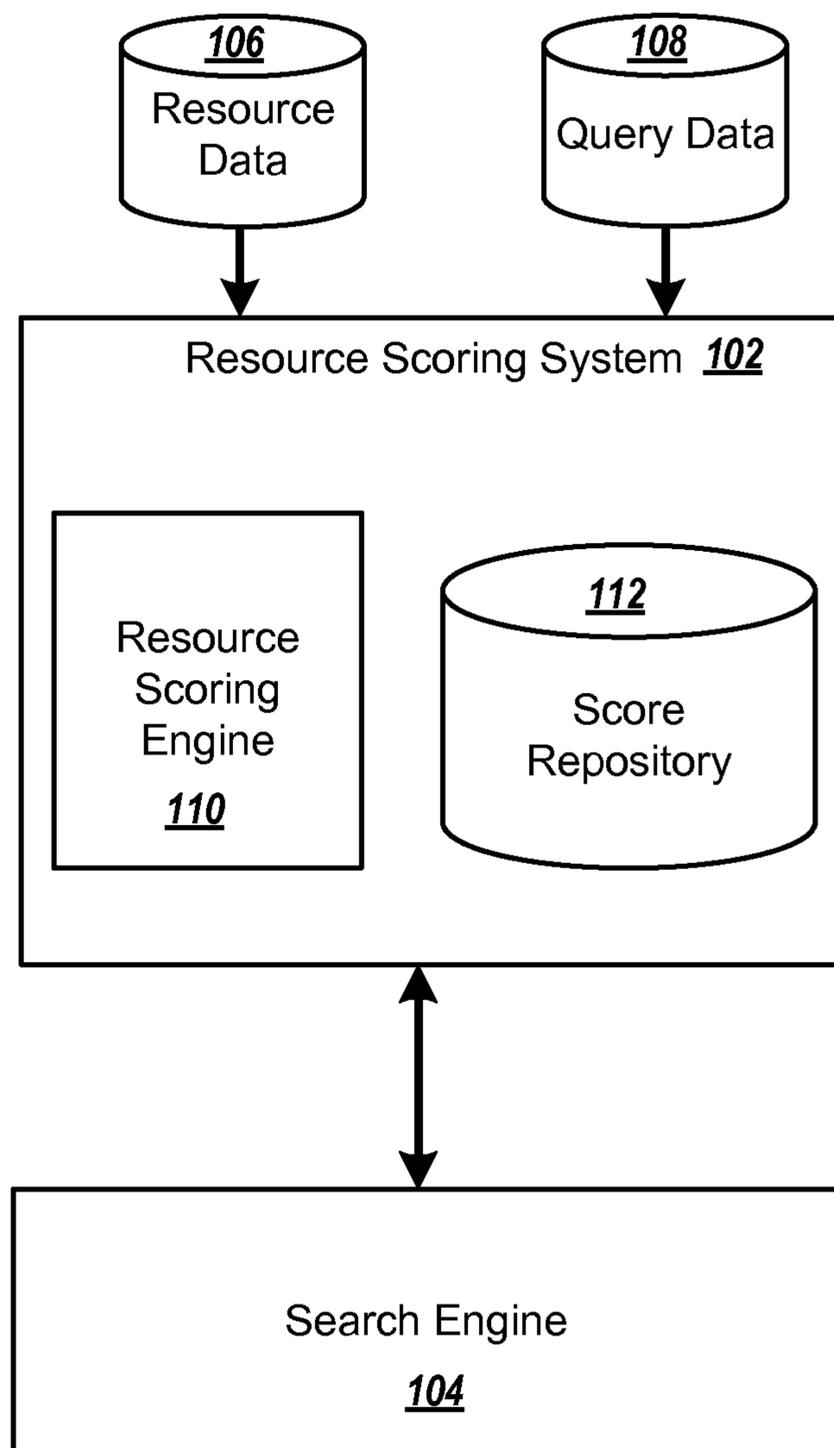 106
Resource
Data
108
Query Data
Resource Scoring System 102
Resource
Scoring
Engine
110
112
Score
Repository
Search Engine
104